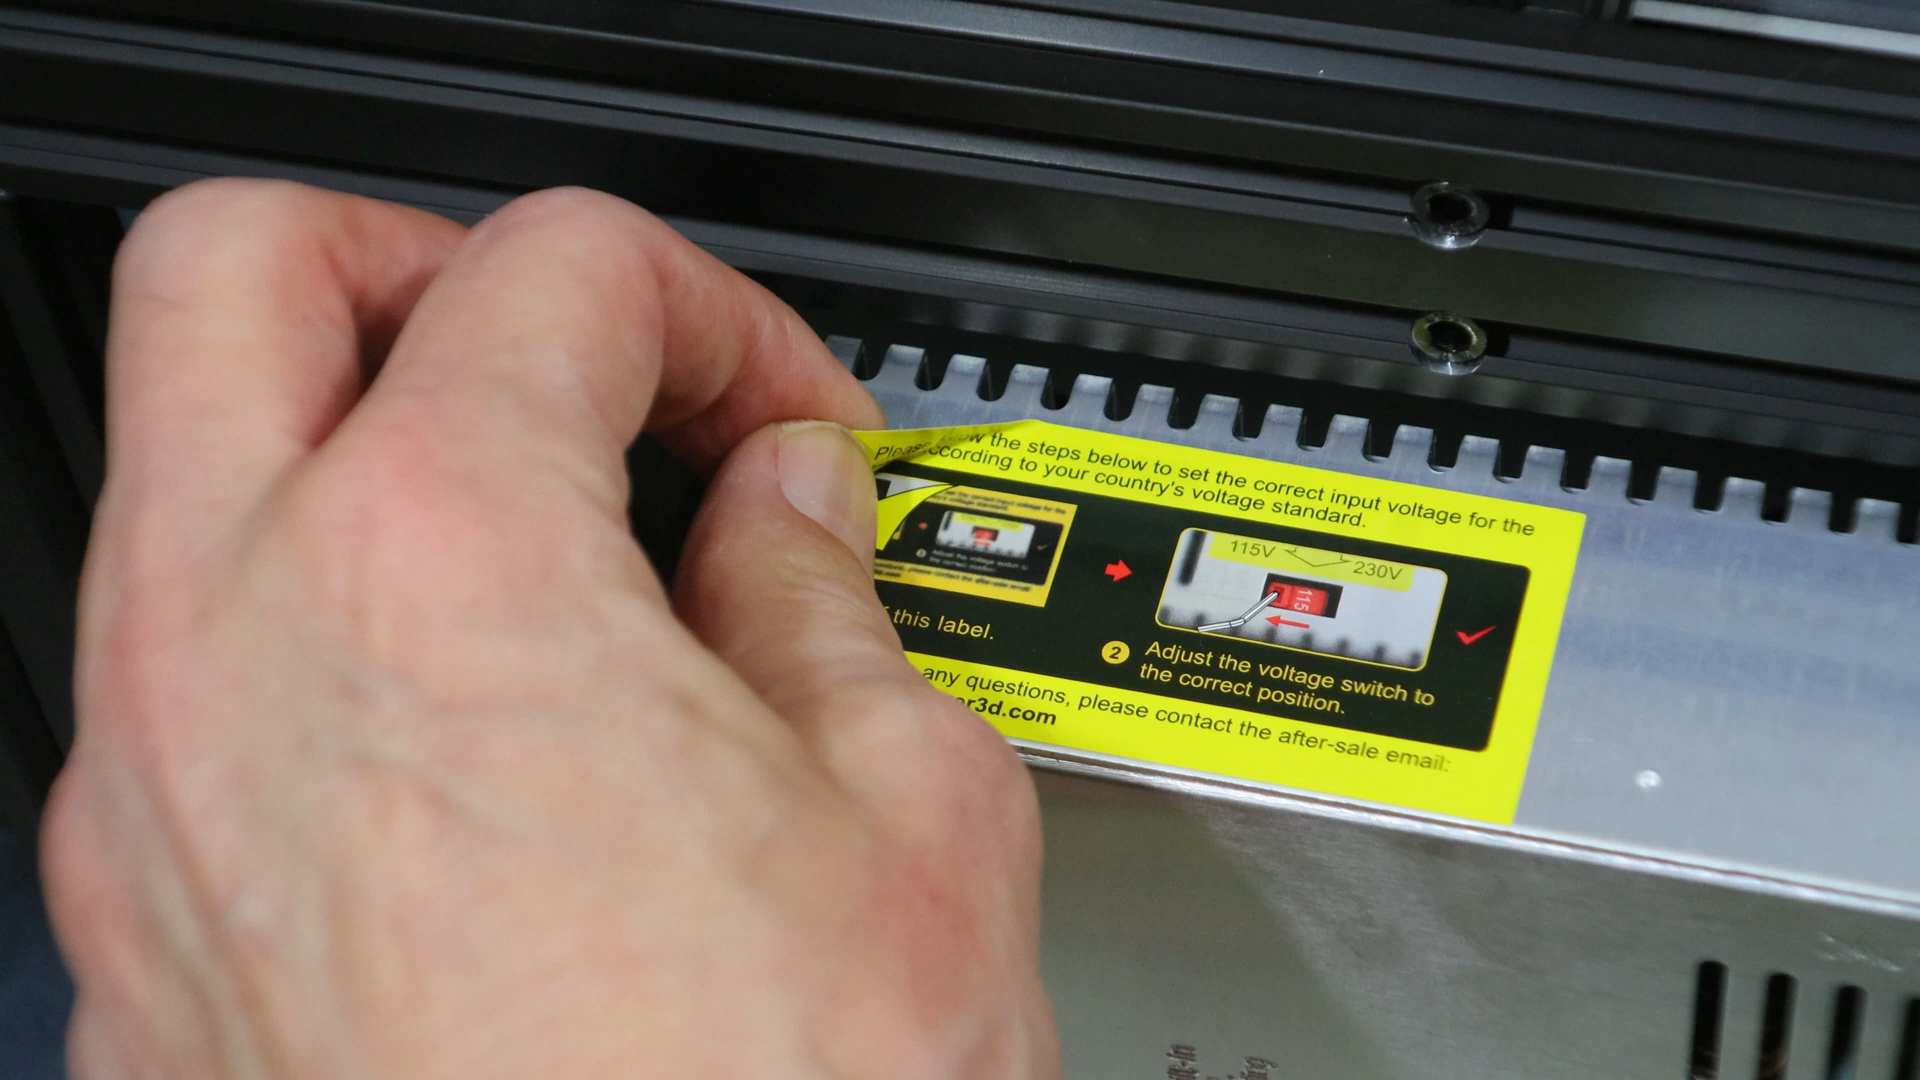 the steps below to set the correct input voltage for the
according to your country's voltage standard.
115V
230V
115
this label.
2 Adjust the voltage switch to
the correct position.
any questions, please contact the after-sale email:
er3d.com